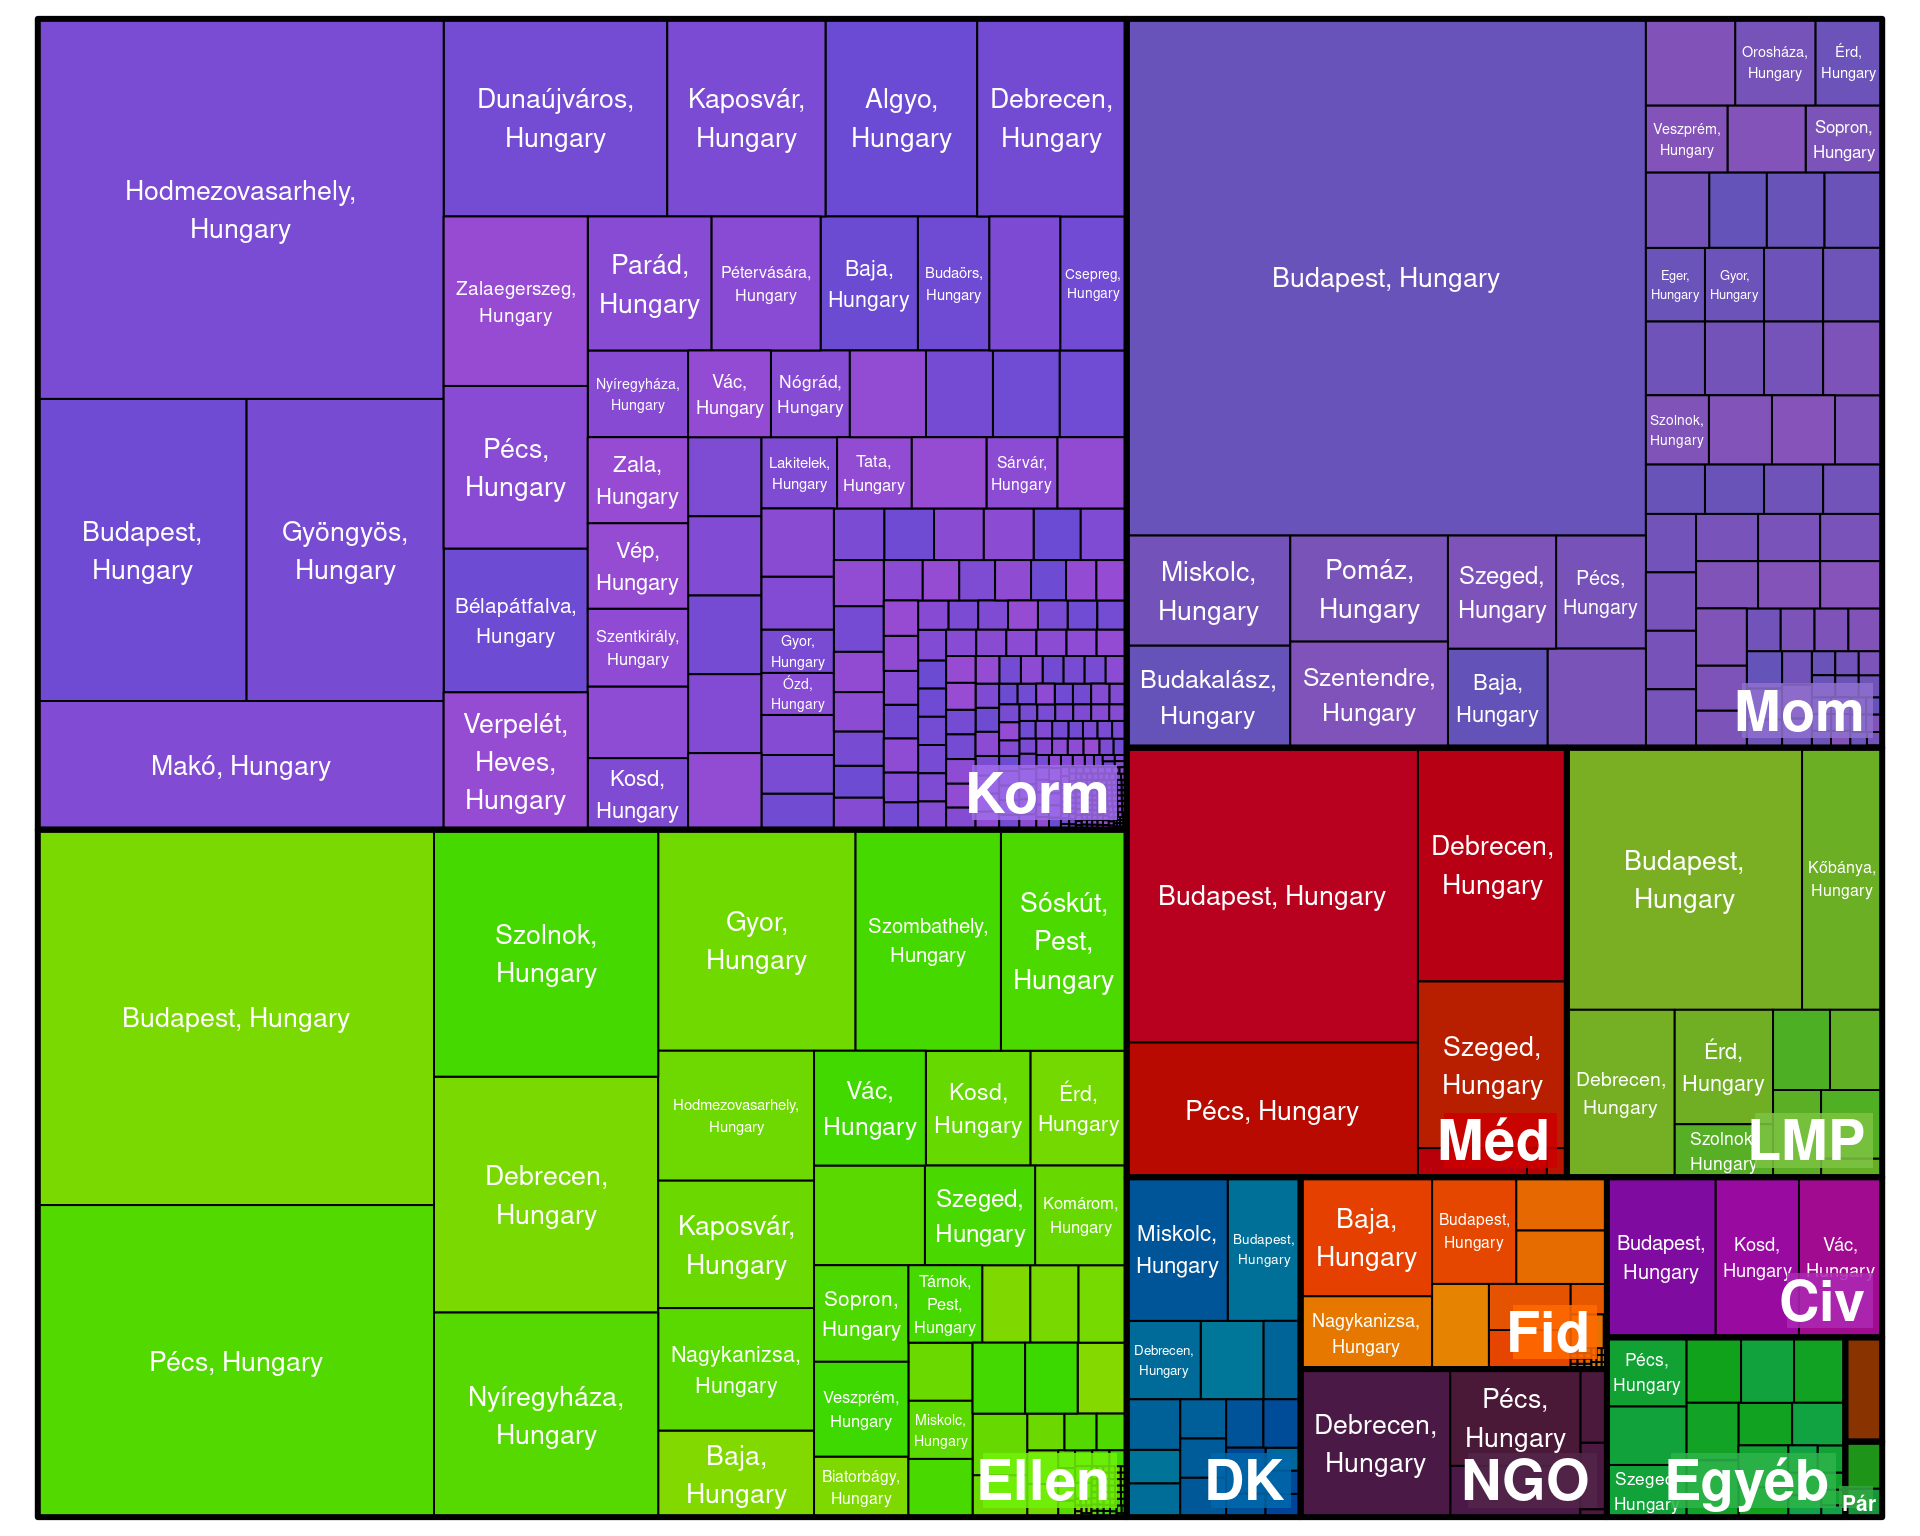 Hodmezovasarhely,
Hungary
Dunaújváros,
Hungary
Kaposvár,
Hungary
Algyo,
Hungary
Debrecen,
Hungary
Zalaegerszeg,
Hungary
Parád,
Hungary
Pétervására,
Hungary
Baja,
Hungary
Budaörs,
Hungary
Csepreg,
Hungary
Nyíregyháza,
Hungary
Vác,
Hungary
Nógrád,
Hungary
Budapest,
Hungary
Gyöngyös,
Hungary
Pécs,
Hungary
Zala,
Hungary
Lakitelek,
Hungary
Tata,
Hungary
Sárvár,
Hungary
Vép,
Hungary
Bélapátfalva,
Hungary
Szentkirály,
Hungary
Gyor,
Hungary
Ózd,
Hungary
Makó, Hungary
Verpelét,
Heves,
Hungary
Kosd,
Hungary
Korm
Budapest, Hungary
Orosháza,
Hungary
Érd,
Hungary
Veszprém,
Hungary
Sopron,
Hungary
Eger,
Hungary
Gyor,
Hungary
Szolnok,
Hungary
Miskolc,
Hungary
Pomáz,
Hungary
Szeged,
Hungary
Pécs,
Hungary
Budakalász,
Hungary
Szentendre,
Hungary
Baja,
Hungary
Mom
Budapest, Hungary
Szolnok,
Hungary
Gyor,
Hungary
Szombathely,
Hungary
Sóskút,
Pest,
Hungary
Debrecen,
Hungary
Hodmezovasarhely,
Hungary
Vác,
Hungary
Kosd,
Hungary
Érd,
Hungary
Kaposvár,
Hungary
Szeged,
Hungary
Komárom,
Hungary
Pécs, Hungary
Nyíregyháza,
Hungary
Nagykanizsa,
Hungary
Sopron,
Hungary
Tárnok,
Pest,
Hungary
Veszprém,
Hungary
Miskolc,
Hungary
Baja,
Hungary
Biatorbágy,
Hungary
Ellen
Budapest, Hungary
Debrecen,
Hungary
Pécs, Hungary
Szeged,
Hungary
Méd
Budapest,
Hungary
Kőbánya,
Hungary
Debrecen,
Hungary
Érd,
Hungary
Szolnok,
Hungary
LMP
Miskolc,
Hungary
Budapest,
Hungary
Debrecen,
Hungary
DK
Baja,
Hungary
Budapest,
Hungary
Nagykanizsa,
Hungary
Fid
Debrecen,
Hungary
Pécs,
Hungary
NGO
Budapest,
Hungary
Kosd,
Hungary
Vác,
Hungary
Civ
Pécs,
Hungary
Szeged,
Hungary
Egyéb
Pár